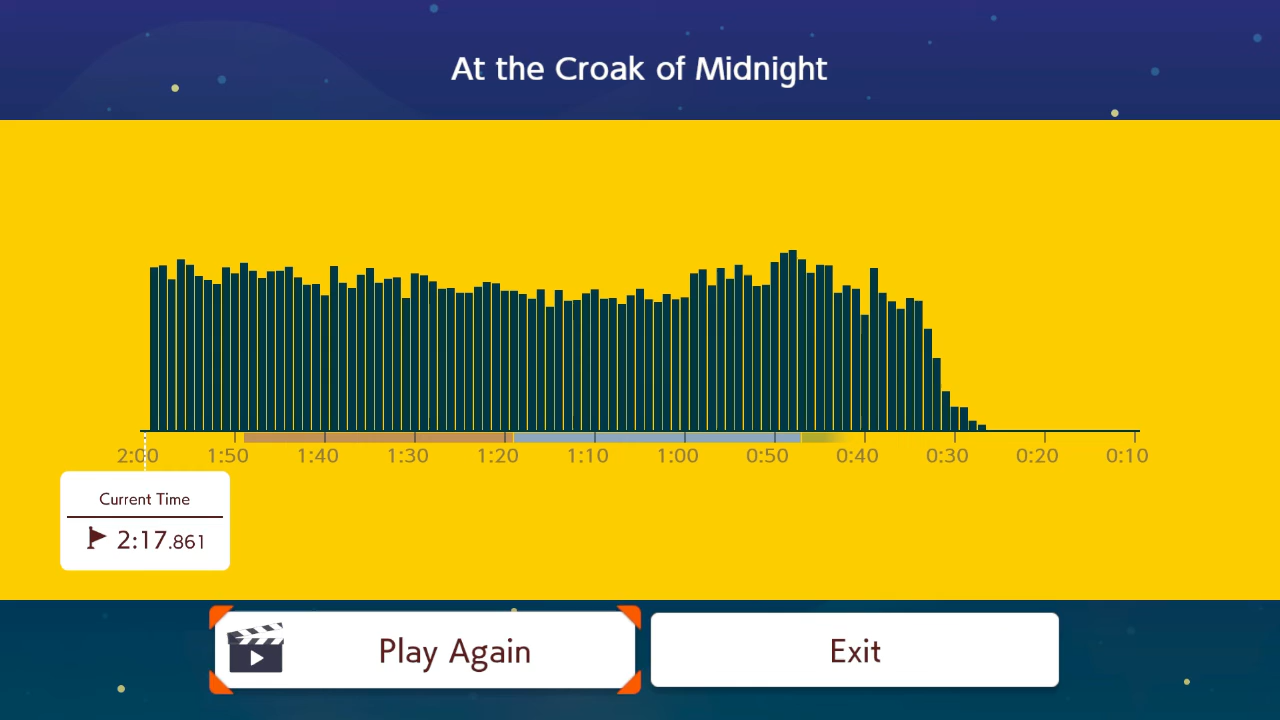 At the Croak of Midnight
2:00 1:50 1:40 1:30 1:20 1:10 1:00 0:50 0:40 0:30 0:20 0:10
Current Time
2:17.861
Play Again
Exit